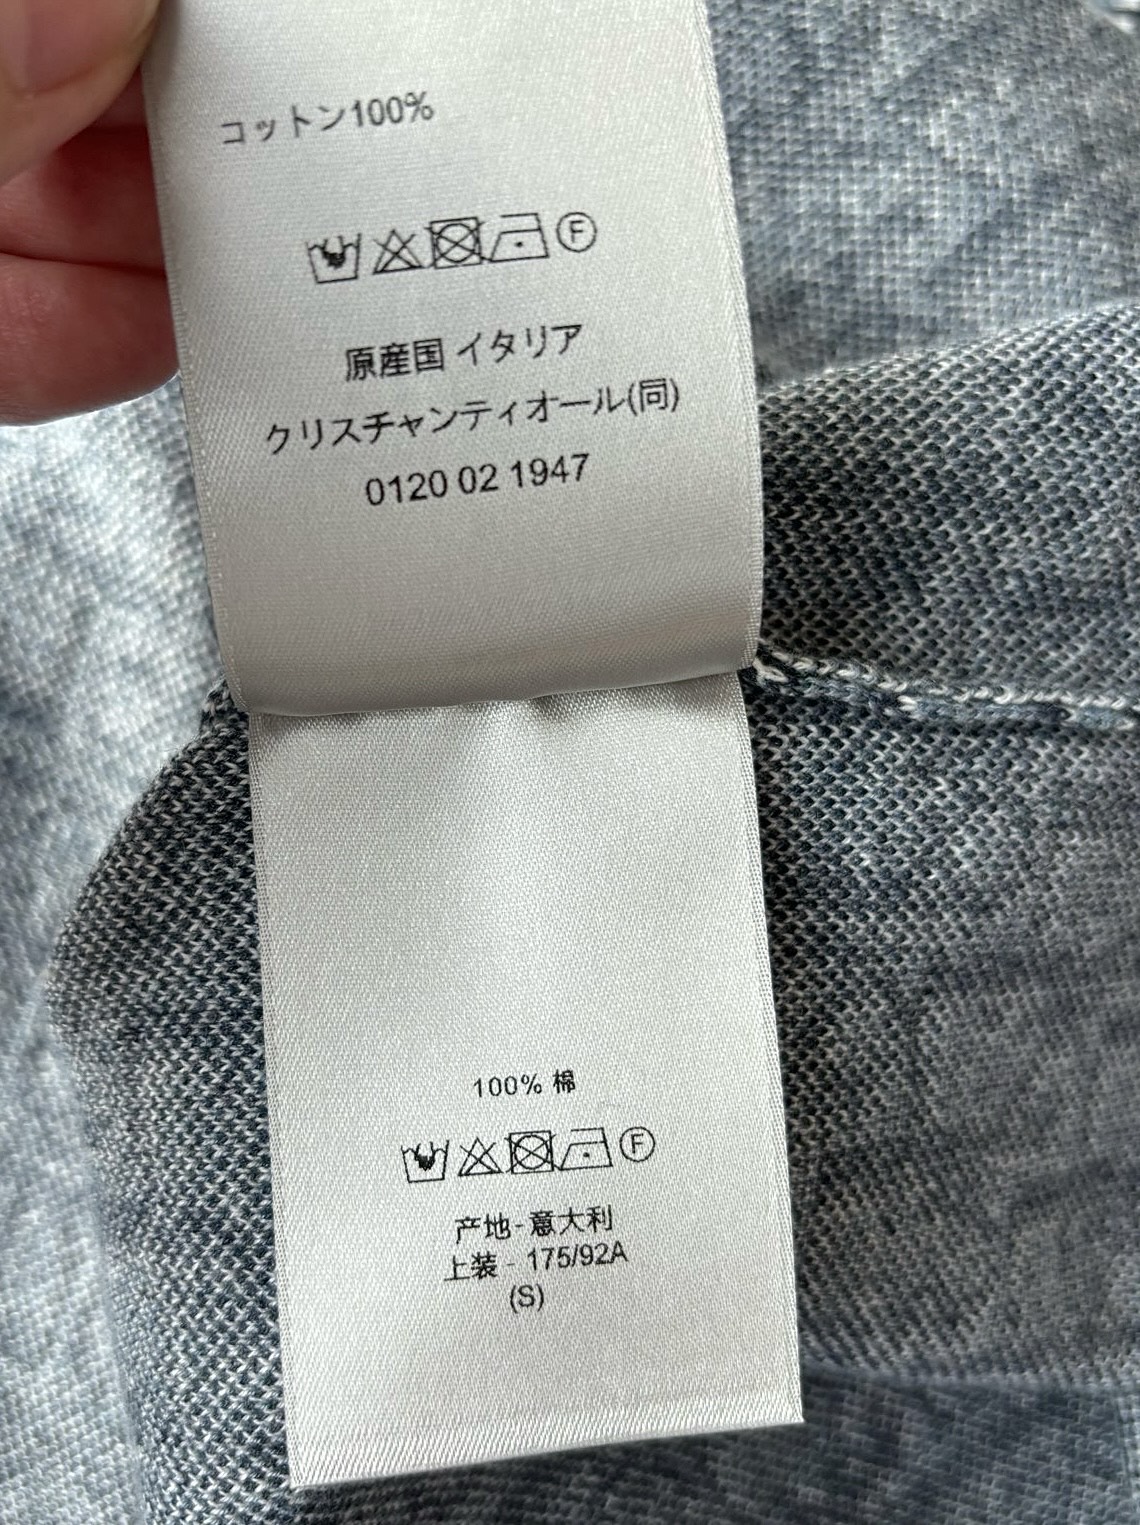 コットン100%
F
原産国 イタリア
クリスチャンディオール(同)
0120 02 1947
100% 棉
F
产地-意大利
上装 - 175/92A
(S)